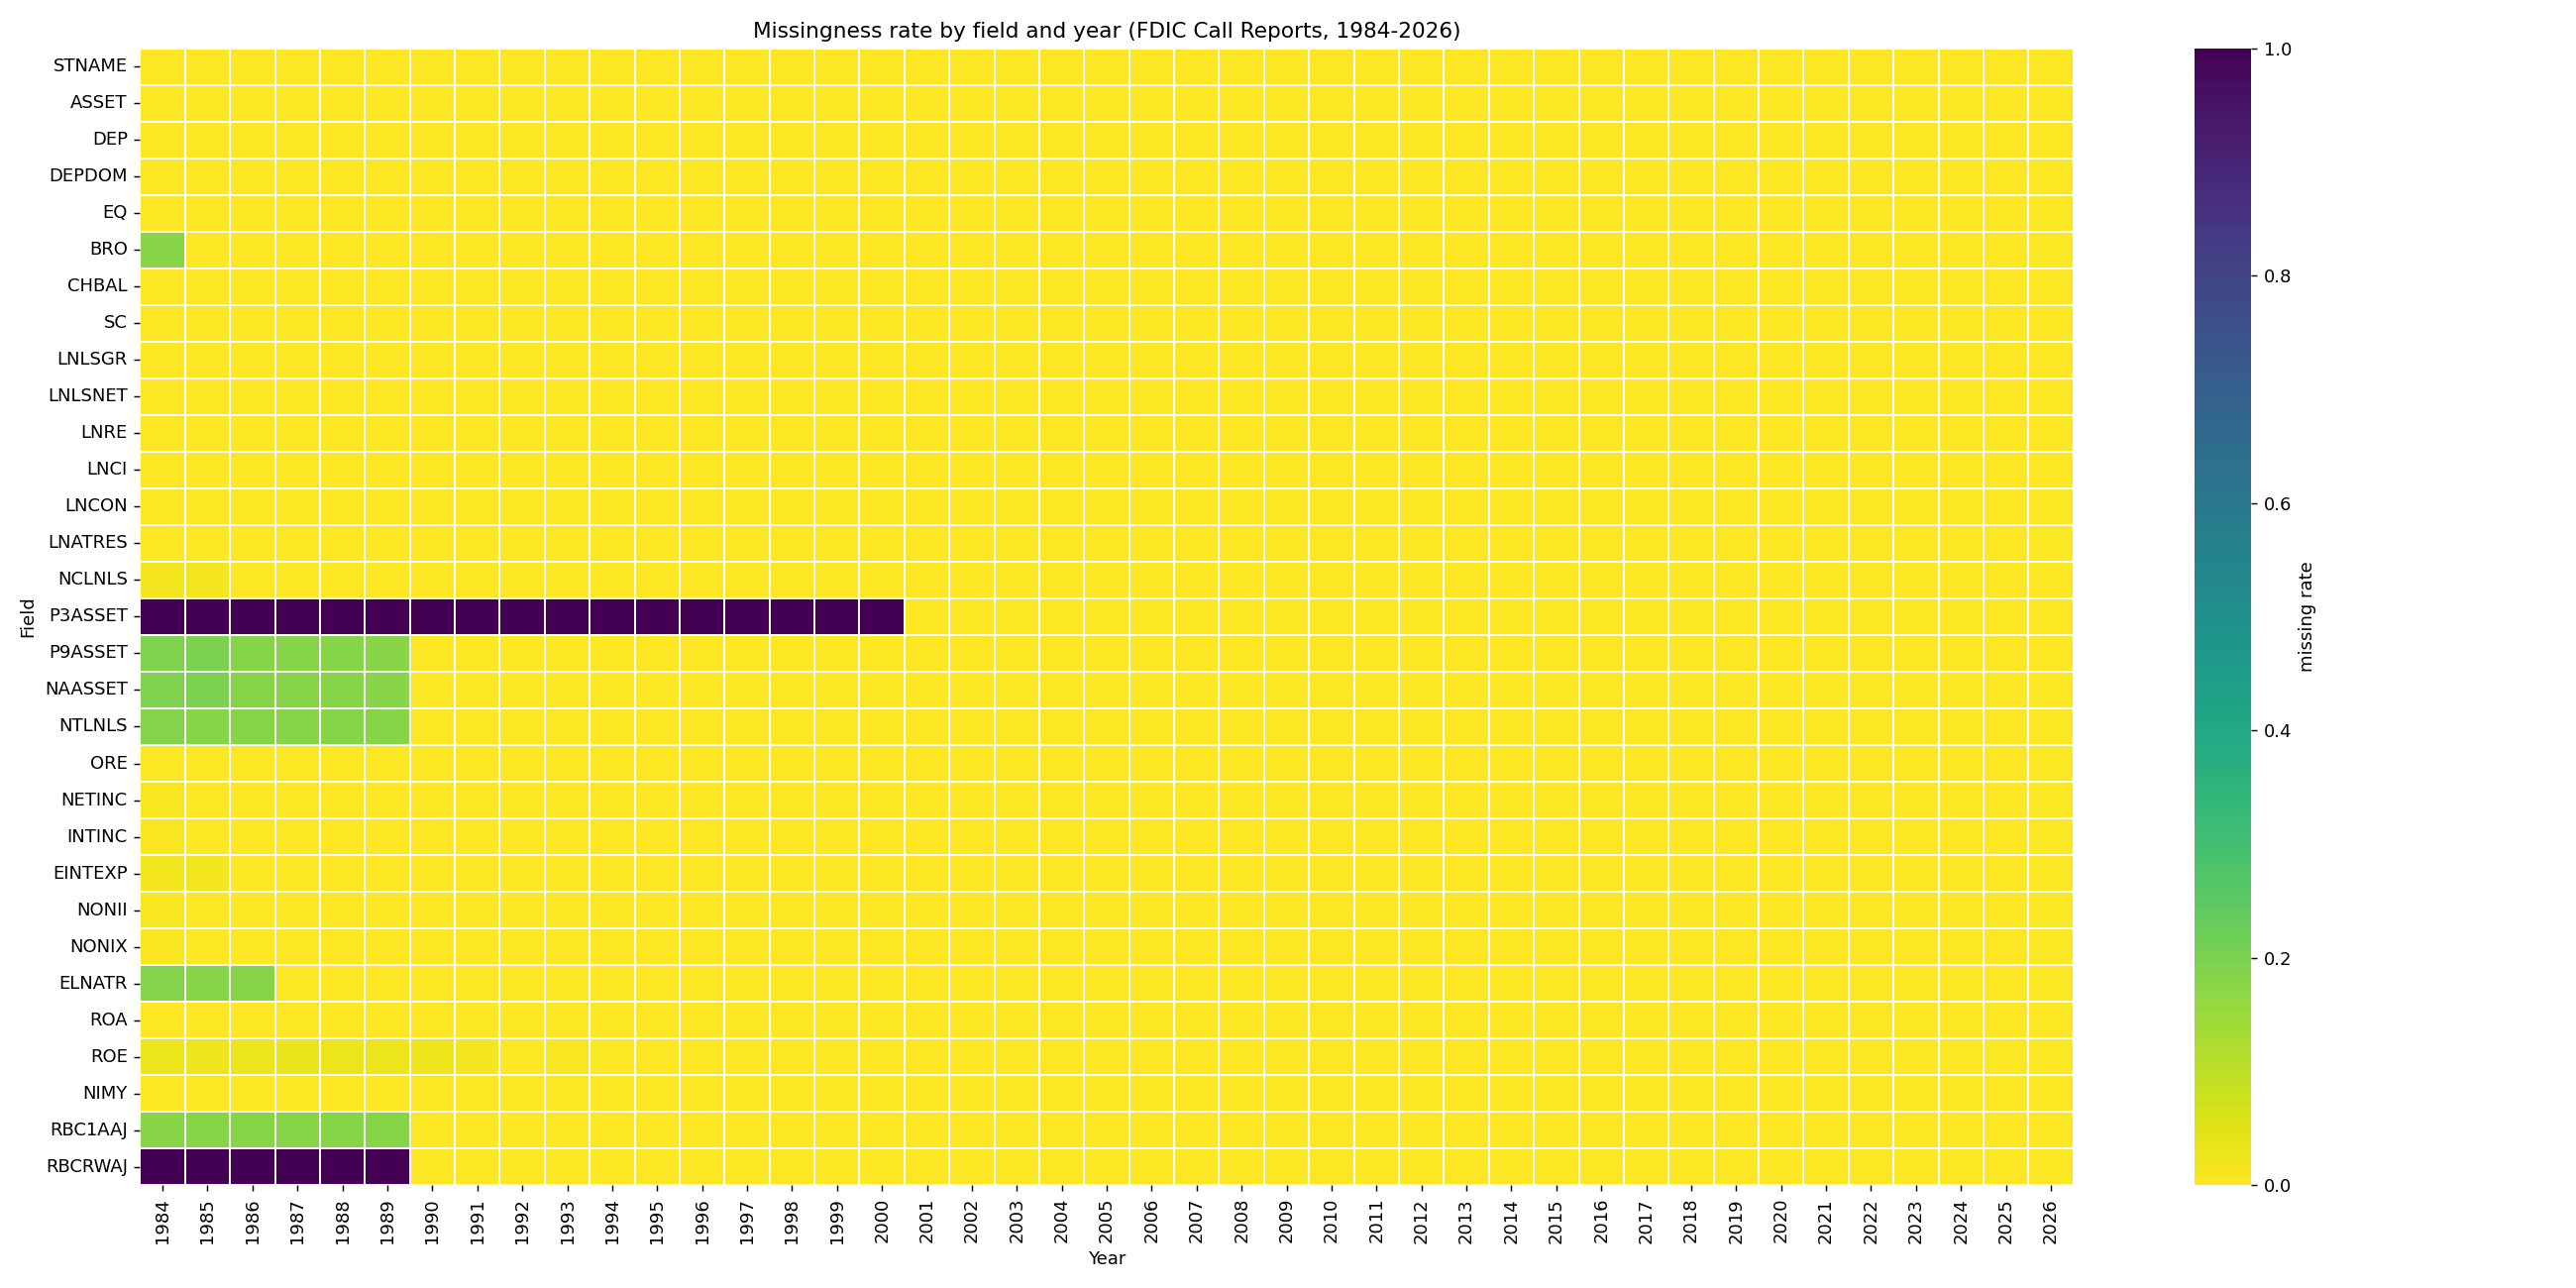 Missingness rate by field and year (FDIC Call Reports, 1984-2026)
STNAME
ASSET
DEP
DEPDOM
EQ
BRO
CHBAL
SC
LNLSGR
LNLSNET
LNRE
LNCI
LNCON
LNATRES
NCLNLS
P3ASSET
P9ASSET
NAASSET
NTLNLS
ORE
NETINC
INTINC
EINTEXP
NONII
NONIX
ELNATR
ROA
ROE
NIMY
RBC1AAJ
RBCRWAJ
Field
1984 1985 1986 1987 1988 1989 1990 1991 1992 1993 1994 1995 1996 1997 1998 1999 2000 2001 2002 2003 2004 2005 2006 2007 2008 2009 2010 2011 2012 2013 2014 2015 2016 2017 2018 2019 2020 2021 2022 2023 2024 2025 2026
Year
1.0
0.8
0.6
0.4
0.2
0.0
missing rate